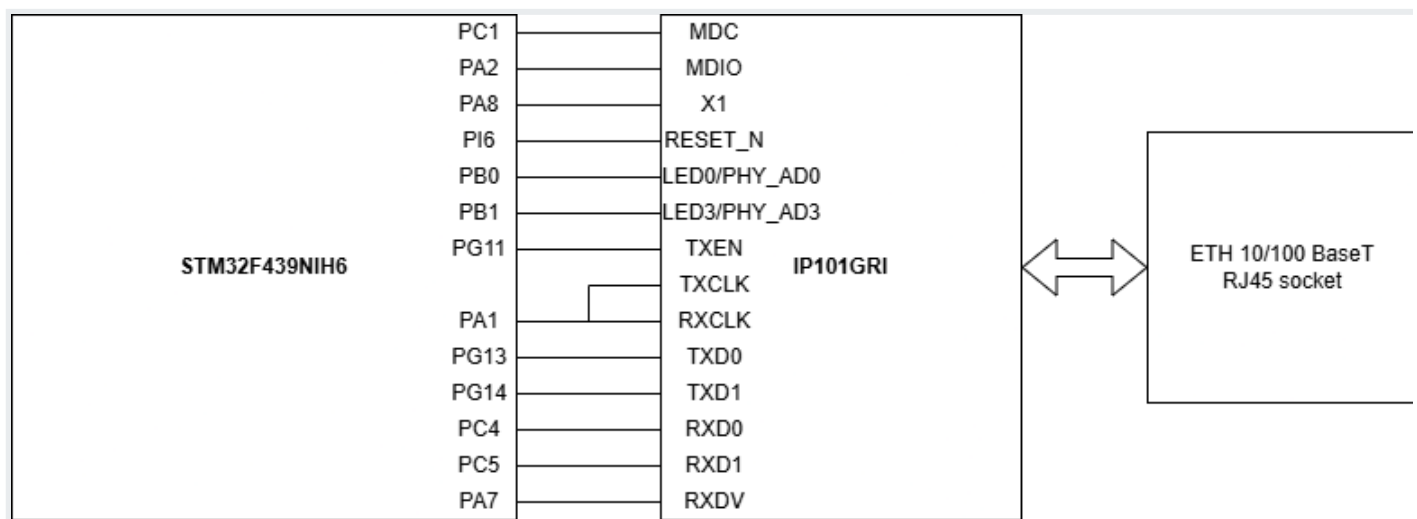 PC1 MDC
PA2 MDIO
PA8 X1
PI6 RESET_N
PB0 LED0/PHY_AD0
PB1 LED3/PHY_AD3
PG11 TXEN
STM32F439NIH6 IP101GRI ETH 10/100 BaseT
RJ45 socket
TXCLK
PA1 RXCLK
PG13 TXD0
PG14 TXD1
PC4 RXD0
PC5 RXD1
PA7 RXDV